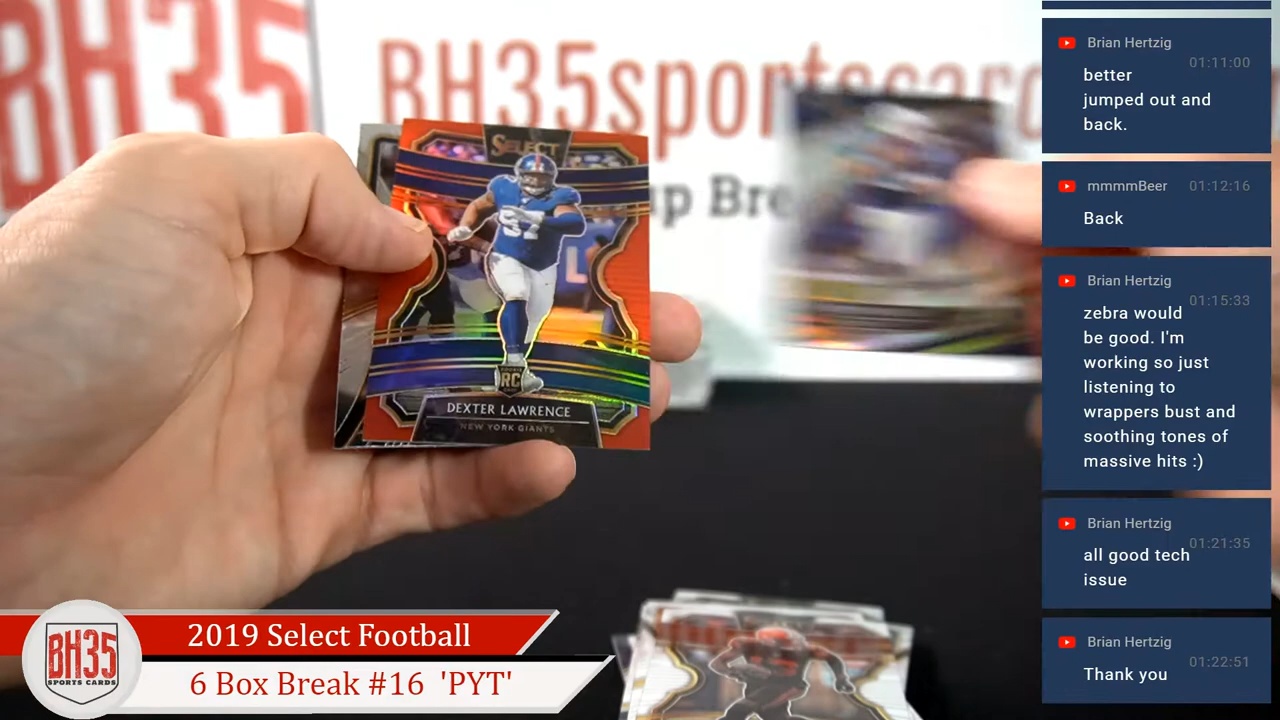 BH35
BH35sportscar
p Bre
SELECT
97
ROOKIE
RC
DEXTER LAWRENCE
NEW YORK GIANTS
BH35
SPORTS CARDS
2019 Select Football
6 Box Break #16 'PYT'
Brian Hertzig
01:11:00
better
jumped out and
back.
mmmmBeer 01:12:16
Back
Brian Hertzig
01:15:33
zebra would
be good. I'm
working so just
listening to
wrappers bust and
soothing tones of
massive hits :)
Brian Hertzig
01:21:35
all good tech
issue
Brian Hertzig
01:22:51
Thank you